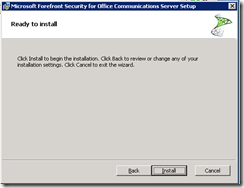 Microsoft Forefront Security for Office Communications Server Setup
Ready to install
Click Install to begin the installation. Click Back to review or change any of your
installation settings. Click Cancel to exit the wizard.
Back Install Cancel